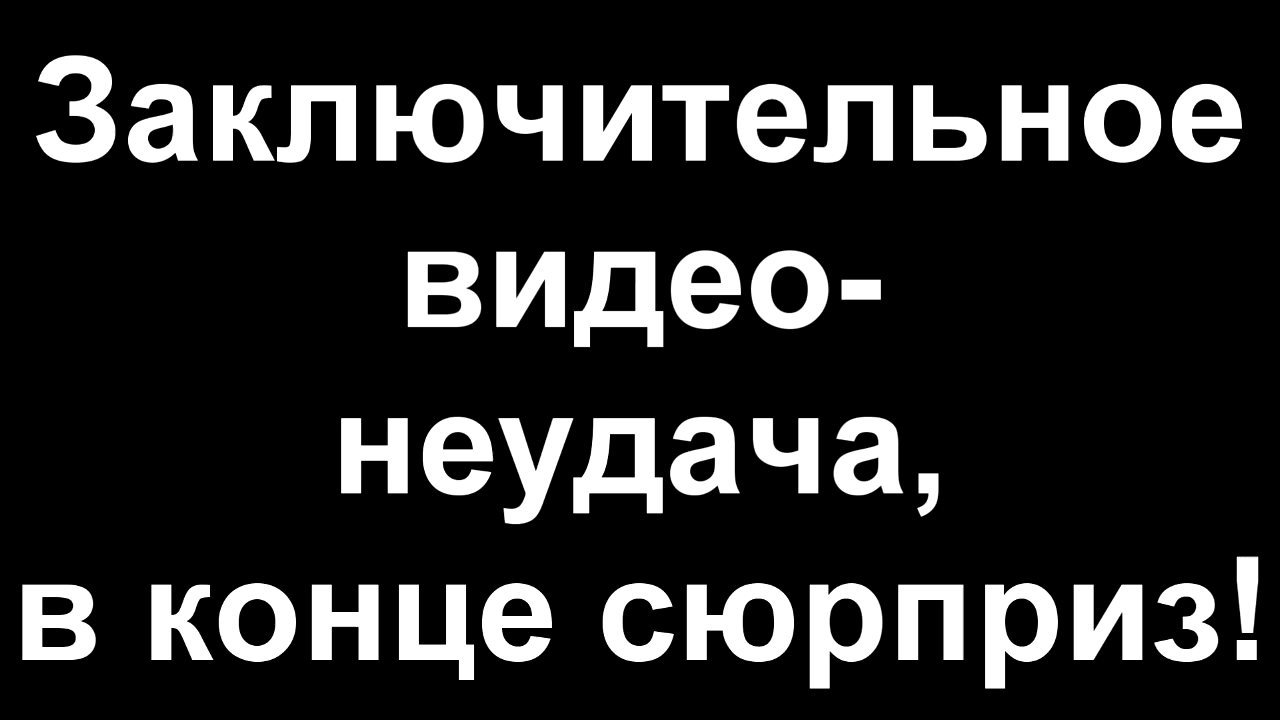 Заключительное
видео-
неудача,
в конце сюрприз!